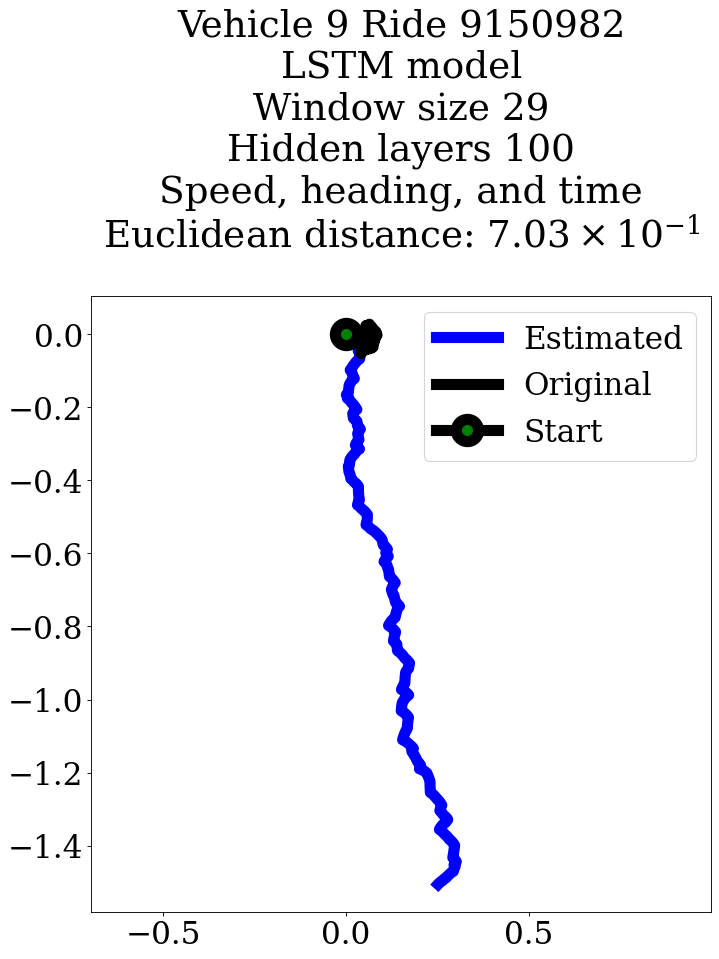 Vehicle 9 Ride 9150982
LSTM model
Window size 29
Hidden layers 100
Speed, heading, and time
Euclidean distance: 7.03 × 10⁻¹
Estimated
Original
Start
0.0
−0.2
−0.4
−0.6
−0.8
−1.0
−1.2
−1.4
−0.5 0.0 0.5